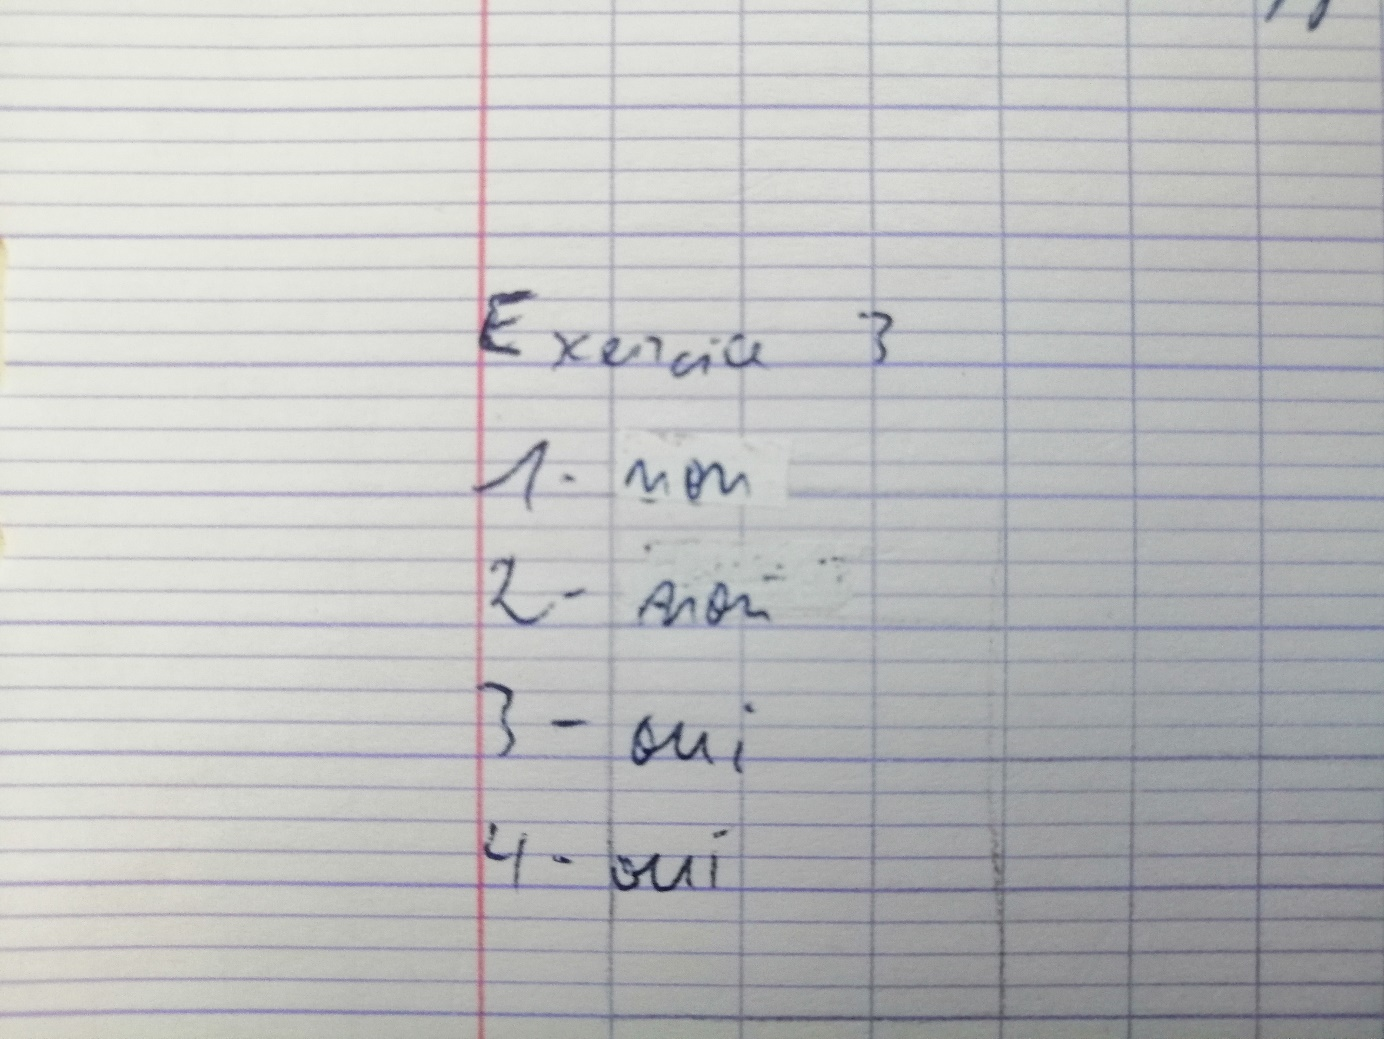 Exercice 3
1- non
2- non
3- oui
4- oui